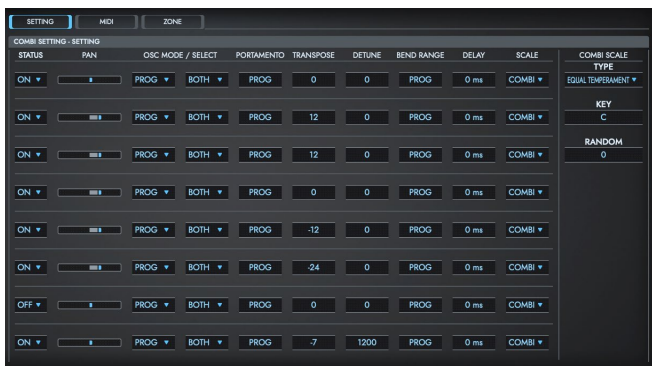 SETTING MIDI ZONE
COMBI SETTING - SETTING
STATUS PAN OSC MODE / SELECT PORTAMENTO TRANSPOSE DETUNE BEND RANGE DELAY SCALE COMBI SCALE
TYPE
ON PROG BOTH PROG 0 0 PROG 0 ms COMBI EQUAL TEMPERAMENT
KEY
ON PROG BOTH PROG 12 0 PROG 0 ms COMBI C
RANDOM
ON PROG BOTH PROG 12 0 PROG 0 ms COMBI 0
ON PROG BOTH PROG 0 0 PROG 0 ms COMBI
ON PROG BOTH PROG -12 0 PROG 0 ms COMBI
ON PROG BOTH PROG -24 0 PROG 0 ms COMBI
OFF PROG BOTH PROG 0 0 PROG 0 ms COMBI
ON PROG BOTH PROG -7 1200 PROG 0 ms COMBI